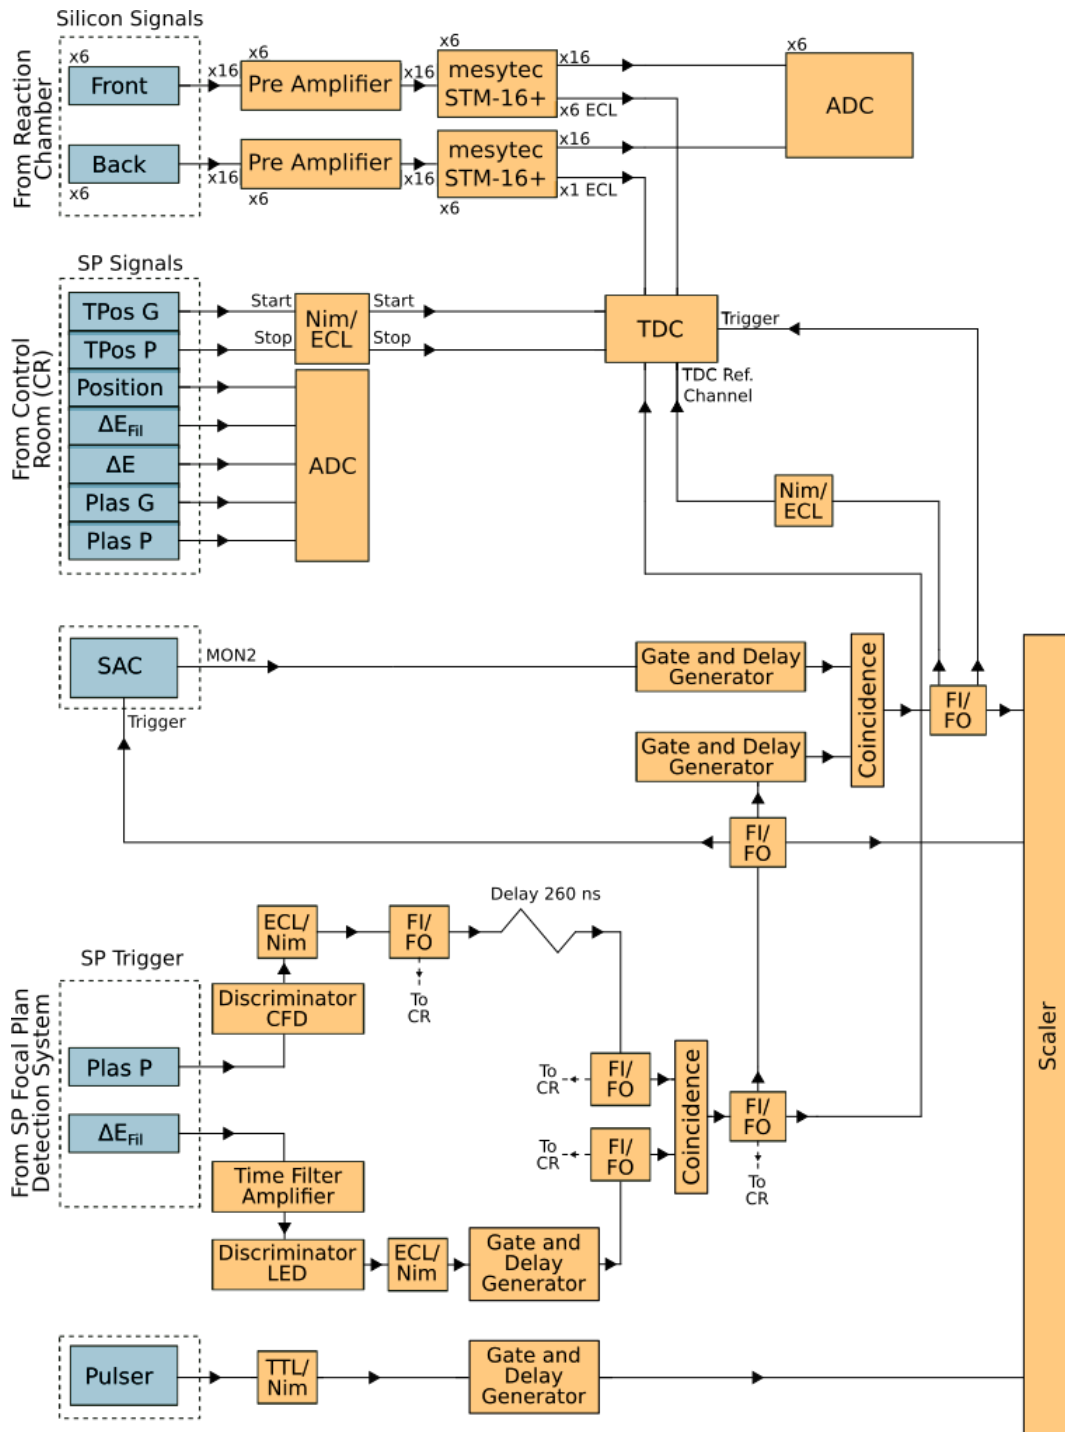 Silicon Signals
From Reaction
Chamber
x6
Front
x16
x6
Pre Amplifier
x16
x6
mesytec
STM-16+
x16
x6 ECL
x6
ADC
Back
x6
x16
Pre Amplifier
x6
x16
mesytec
STM-16+
x6
x16
x1 ECL
SP Signals
From Control
Room (CR)
TPos G
TPos P
Position
ΔEFil
ΔE
Plas G
Plas P
Start
Stop
Nim/
ECL
Start
Stop
ADC
TDC
Trigger
TDC Ref.
Channel
Nim/
ECL
SAC
MON2
Trigger
Gate and Delay
Generator
Gate and Delay
Generator
Coincidence
FI/
FO
FI/
FO
Scaler
SP Trigger
From SP Focal Plan
Detection System
Plas P
ΔEFil
ECL/
Nim
Discriminator
CFD
FI/
FO
To
CR
Delay 260 ns
Time Filter
Amplifier
Discriminator
LED
ECL/
Nim
Gate and
Delay
Generator
To
CR
FI/
FO
To
CR
FI/
FO
Coincidence
FI/
FO
To
CR
Pulser
TTL/
Nim
Gate and
Delay
Generator